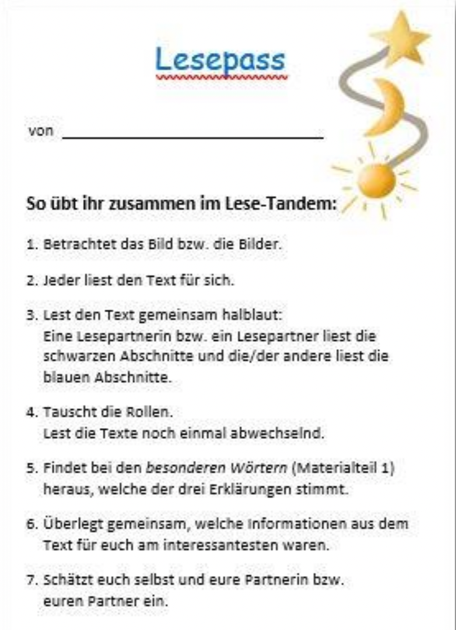 Lesepass
von
So übt ihr zusammen im Lese-Tandem:
1. Betrachtet das Bild bzw. die Bilder.
2. Jeder liest den Text für sich.
3. Lest den Text gemeinsam halblaut:
Eine Lesepartnerin bzw. ein Lesepartner liest die
schwarzen Abschnitte und die/der andere liest die
blauen Abschnitte.
4. Tauscht die Rollen.
Lest die Texte noch einmal abwechselnd.
5. Findet bei den besonderen Wörtern (Materialteil 1)
heraus, welche der drei Erklärungen stimmt.
6. Überlegt gemeinsam, welche Informationen aus dem
Text für euch am interessantesten waren.
7. Schätzt euch selbst und eure Partnerin bzw.
euren Partner ein.